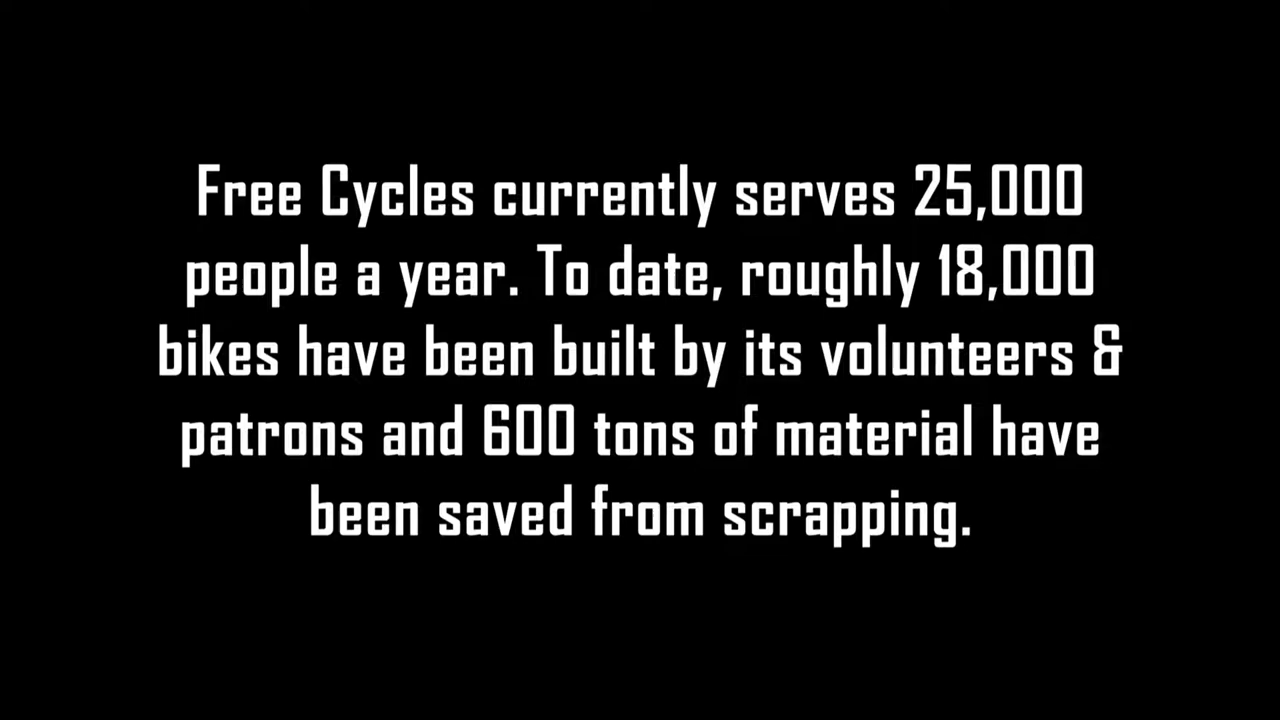 Free Cycles currently serves 25,000
people a year. To date, roughly 18,000
bikes have been built by its volunteers &
patrons and 600 tons of material have
been saved from scrapping.